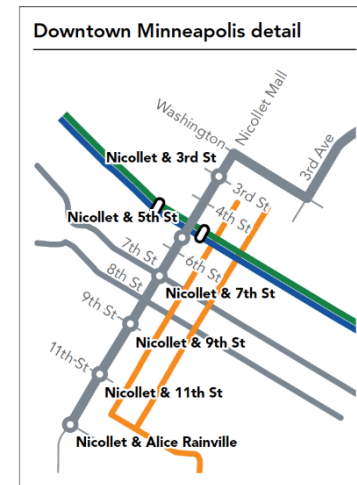 Downtown Minneapolis detail
Washington
Nicollet Mall
3rd Ave
Nicollet & 3rd St
3rd St
4th St
Nicollet & 5th St
6th St
7th St
8th St
Nicollet & 7th St
9th St
Nicollet & 9th St
11th St
Nicollet & 11th St
Nicollet & Alice Rainville